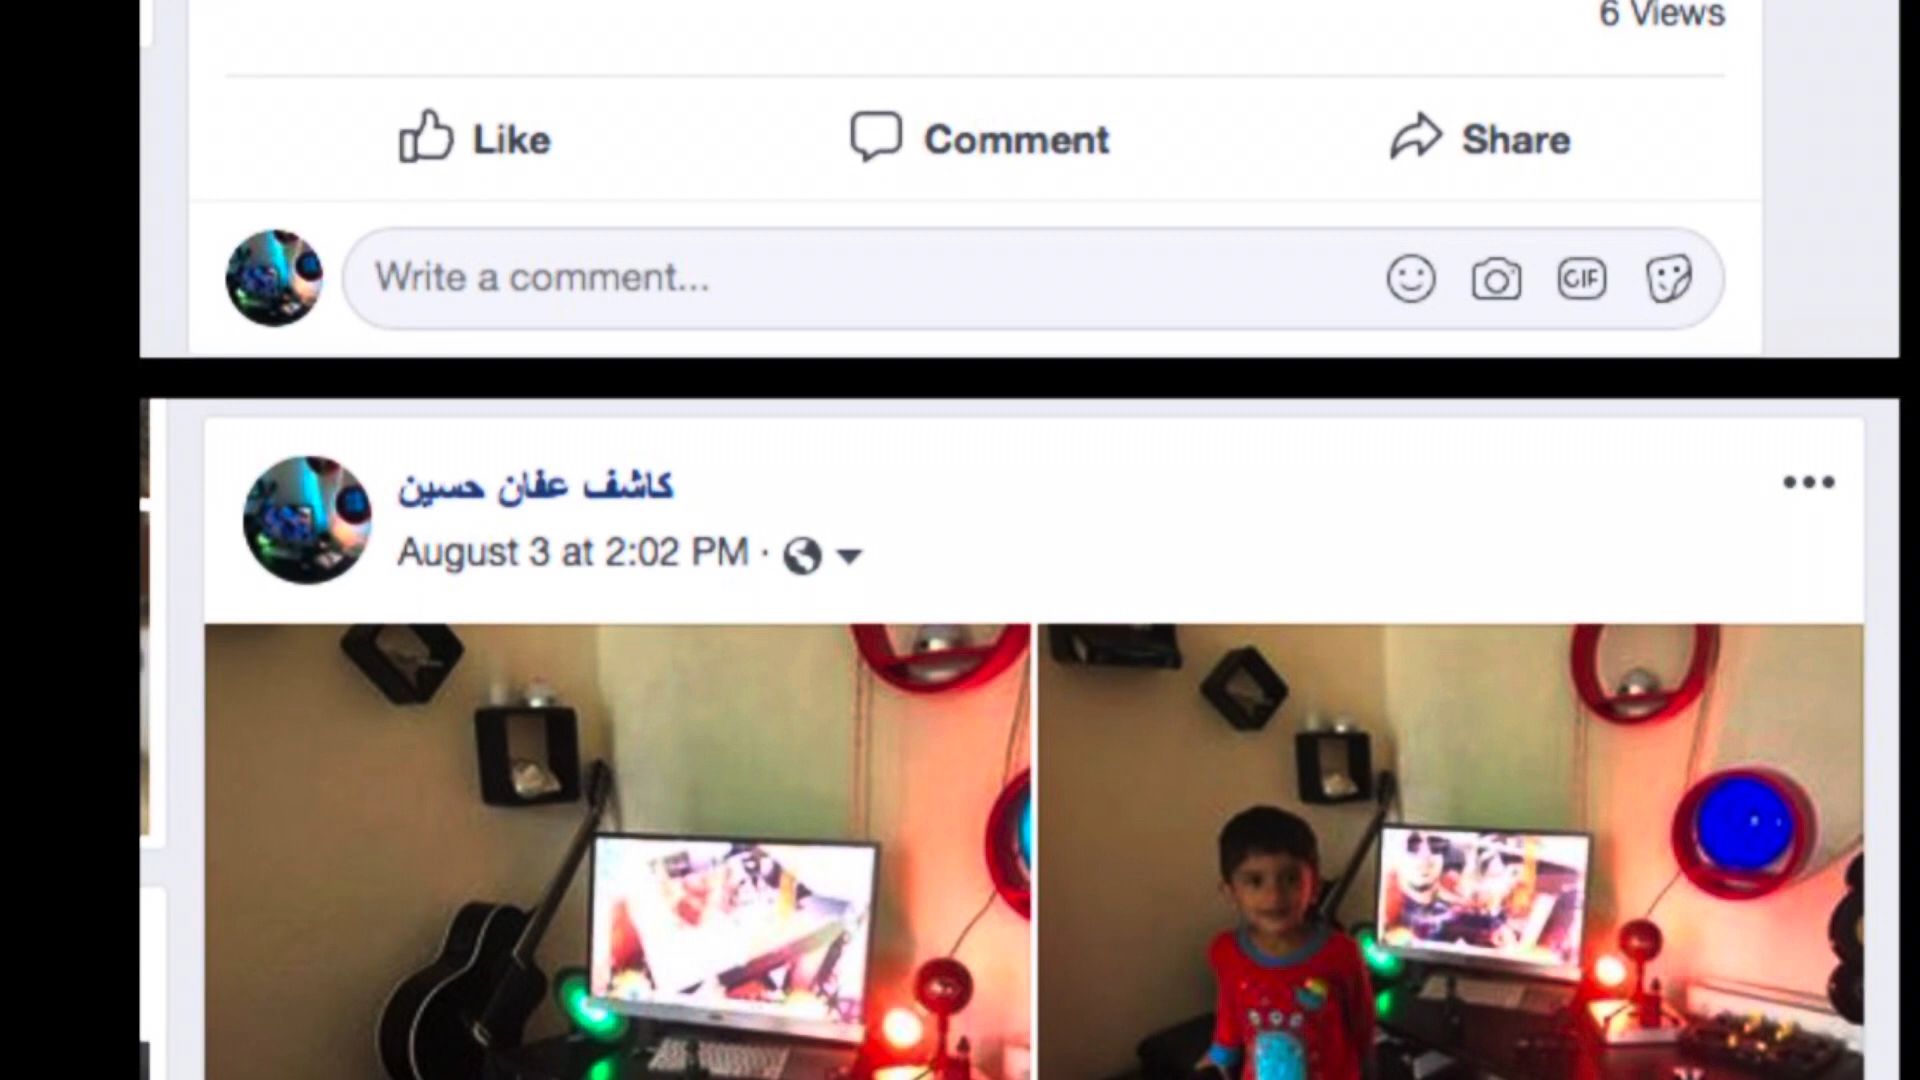 6 Views
Like
Comment
Share
Write a comment...
GIF
كاشف عفان حسين
August 3 at 2:02 PM ·